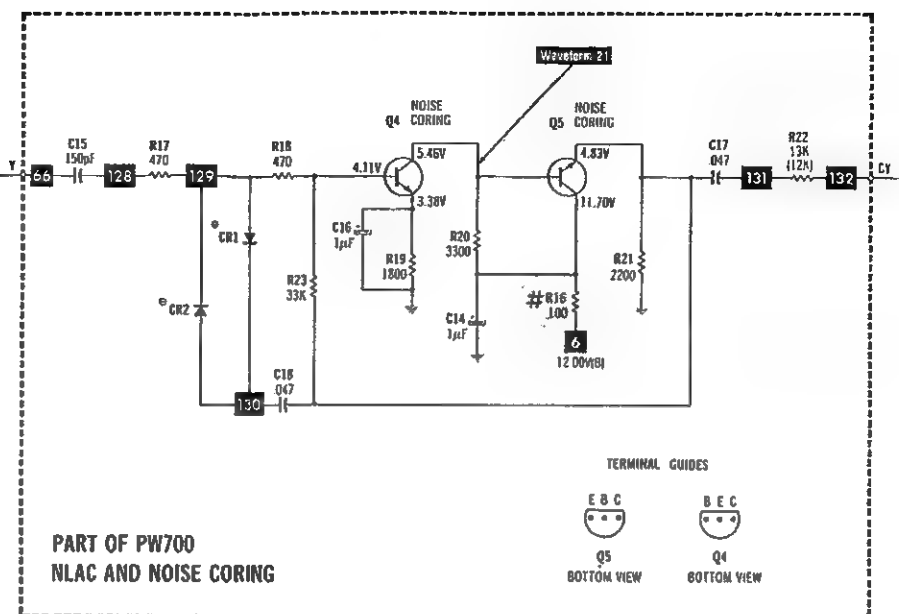 Waveform 21
NOISE
Q4 CORING
NOISE
Q5 CORING
C15
150pF
R17
470
R18
470
4.11V
5.46V
3.38V
4.83V
11.70V
C17
.047
R22
13K
(12K)
Y
66
128
129
131
132
CY
CR1
CR2
C16
1µF
R19
1800
R20
3300
R23
33K
R21
2200
#R16
100
C14
1µF
6
12.00V(B)
C18
.047
130
TERMINAL GUIDES
E B C
B E C
Q5
BOTTOM VIEW
Q4
BOTTOM VIEW
PART OF PW700
NLAC AND NOISE CORING